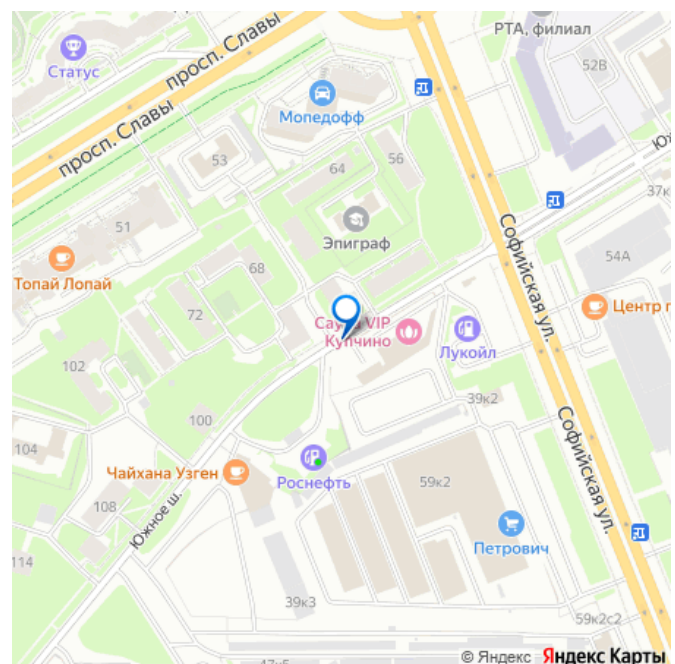 РТА, филиал
52В
Статус
просп. Славы
Мопедофф
просп. Славы
53
64
56
37к
51
Эпиграф
Софийская ул.
54А
Топай Лопай
68
72
Сауна VIP
Купчино
Лукойл
Центр
102
39к2
100
104
Чайхана Узген
Роснефть
59к2
Софийская ул.
108
Южное ш.
Петрович
114
39к3
59к2с2
© Яндекс Яндекс Карты